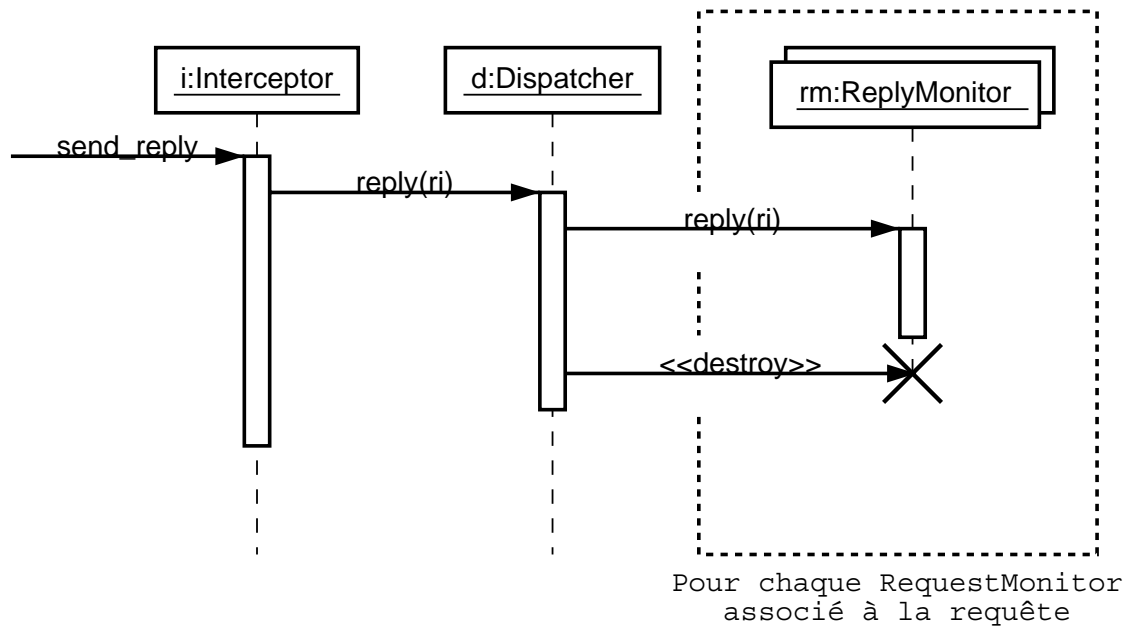 i:Interceptor
d:Dispatcher
rm:ReplyMonitor
send_reply
reply(ri)
reply(ri)
<<destroy>>
Pour chaque RequestMonitor
associé à la requête